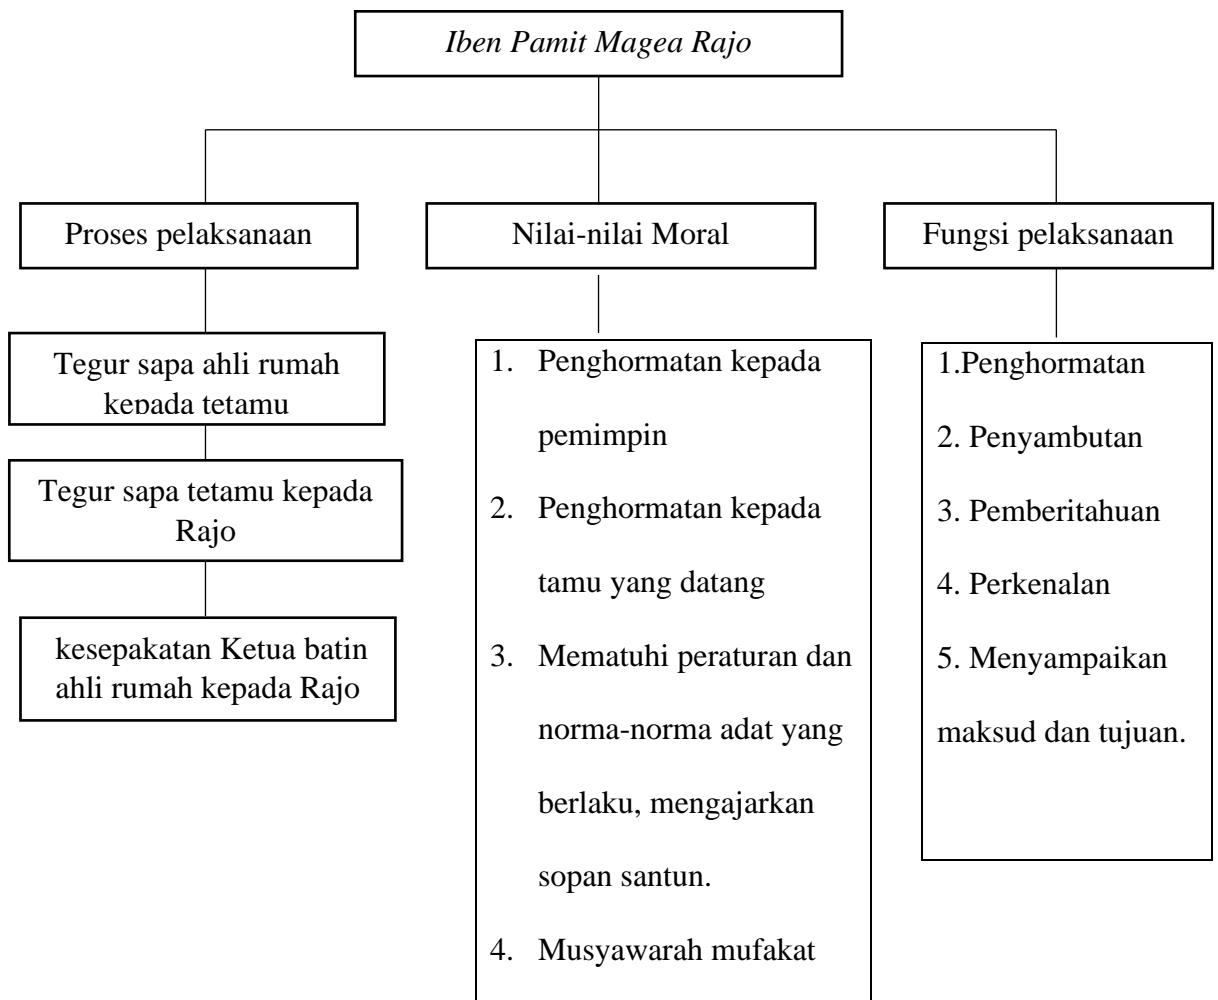 Iben Pamit Magea Rajo
Proses pelaksanaan
Nilai-nilai Moral
Fungsi pelaksanaan
Tegur sapa ahli rumah
kepada tetamu
Tegur sapa tetamu kepada
Rajo
kesepakatan Ketua batin
ahli rumah kepada Rajo
1. Penghormatan kepada
pemimpin
2. Penghormatan kepada
tamu yang datang
3. Mematuhi peraturan dan
norma-norma adat yang
berlaku, mengajarkan
sopan santun.
4. Musyawarah mufakat
1.Penghormatan
2. Penyambutan
3. Pemberitahuan
4. Perkenalan
5. Menyampaikan
maksud dan tujuan.